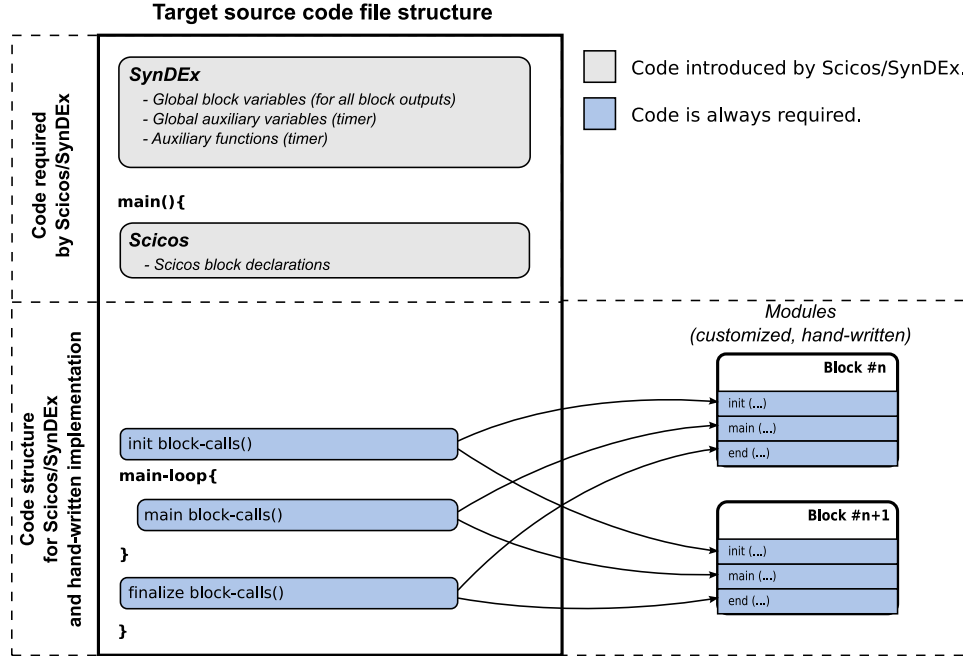 Target source code file structure
Code required
by Scicos/SynDEx
SynDEx
- Global block variables (for all block outputs)
- Global auxiliary variables (timer)
- Auxiliary functions (timer)
main(){
Scicos
- Scicos block declarations
Code introduced by Scicos/SynDEx.
Code is always required.
Code structure
for Scicos/SynDEx
and hand-written implementation
init block-calls()
main-loop{
main block-calls()
}
finalize block-calls()
}
Modules
(customized, hand-written)
Block #n
init (...)
main (...)
end (...)
Block #n+1
init (...)
main (...)
end (...)